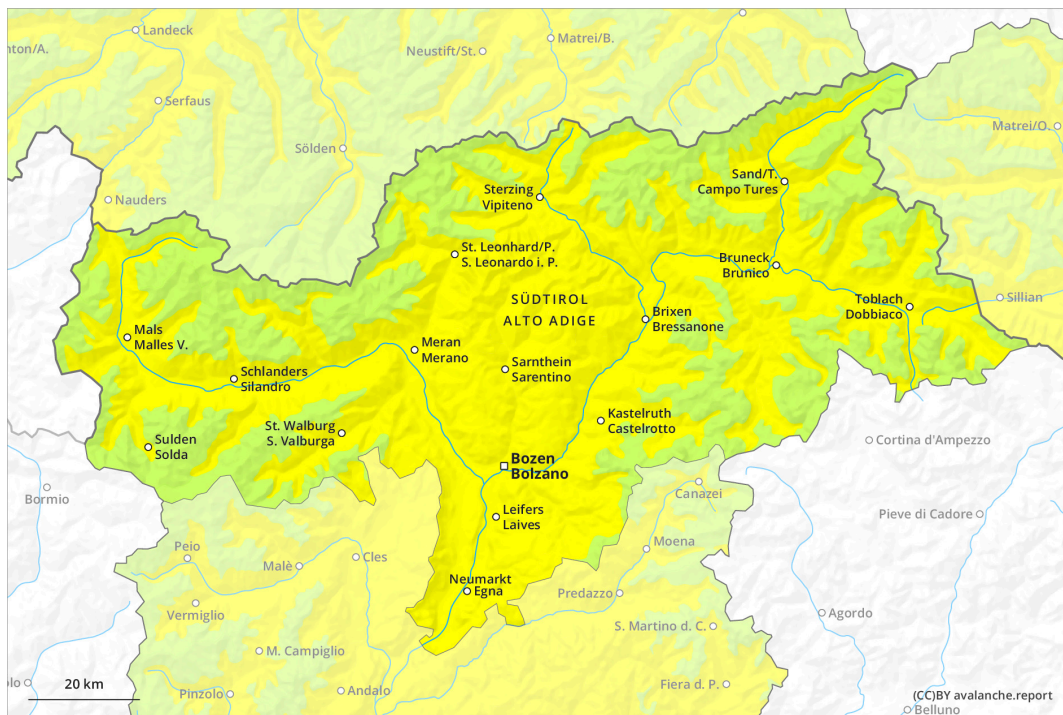 Landeck
Matrei/B.
nton/A.
Neustift/St.
Serfaus
Sölden
Matrei/O.
Nauders
Sand/T.
Campo Tures
Sterzing
Vipiteno
St. Leonhard/P.
S. Leonardo i. P.
Bruneck
Brunico
SÜDTIROL
ALTO ADIGE
Toblach
Dobbiaco
Sillian
Brixen
Bressanone
Mals
Malles V.
Meran
Merano
Schlanders
Silandro
Sarnthein
Sarentino
Kastelruth
Castelrotto
St. Walburg
S. Valburga
Sulden
Solda
Cortina d'Ampezzo
Bozen
Bolzano
Bormio
Canazei
Leifers
Laives
Pieve di Cadore
Peio
Cles
Malè
Moena
Neumarkt
Egna
Predazzo
Vermiglio
Agordo
S. Martino d. C.
M. Campiglio
20 km
olo
Pinzolo
Andalo
Fiera d. P.
(CC)BY avalanche.report
Belluno